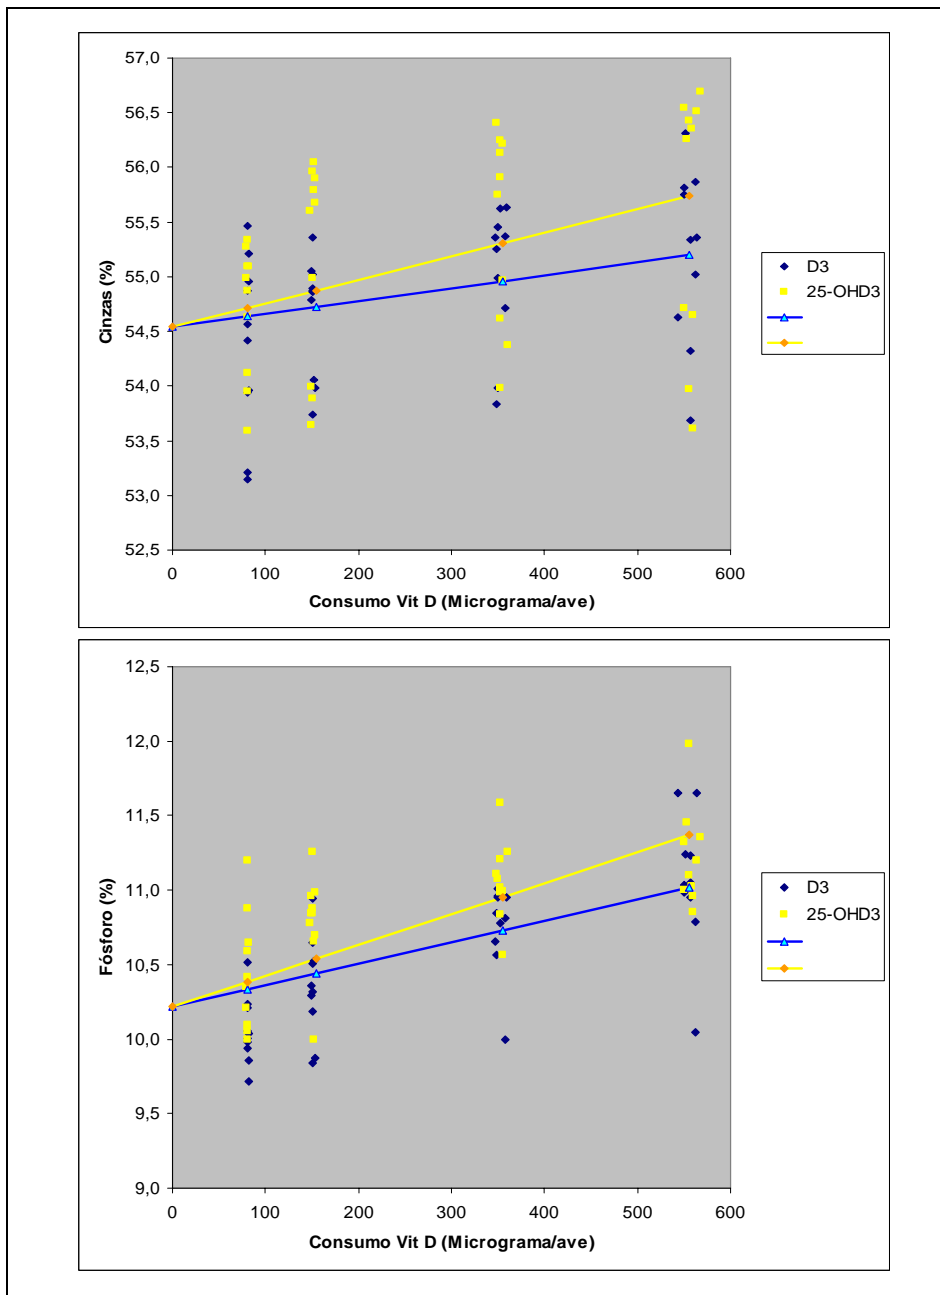 57,0
56,5
56,0
55,5
55,0
54,5
54,0
53,5
53,0
52,5
Cinzas (%)
0 100 200 300 400 500 600
Consumo Vit D (Micrograma/ave)
D3
25-OHD3
12,5
12,0
11,5
11,0
10,5
10,0
9,5
9,0
Fósforo (%)
0 100 200 300 400 500 600
Consumo Vit D (Micrograma/ave)
D3
25-OHD3